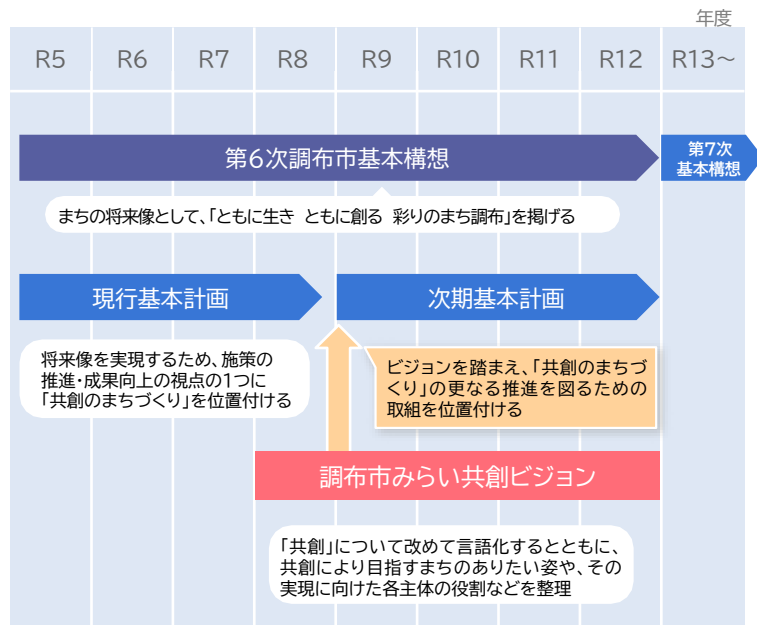 年度
R5 R6 R7 R8 R9 R10 R11 R12 R13～
第6次調布市基本構想
第7次
基本構想
まちの将来像として、「ともに生き ともに創る 彩りのまち調布」を掲げる
現行基本計画
次期基本計画
将来像を実現するため、施策の
推進・成果向上の視点の1つに
「共創のまちづくり」を位置付ける
ビジョンを踏まえ、「共創のまちづ
くり」の更なる推進を図るための
取組を位置付ける
調布市みらい共創ビジョン
「共創」について改めて言語化するとともに、
共創により目指すまちのありたい姿や、その
実現に向けた各主体の役割などを整理